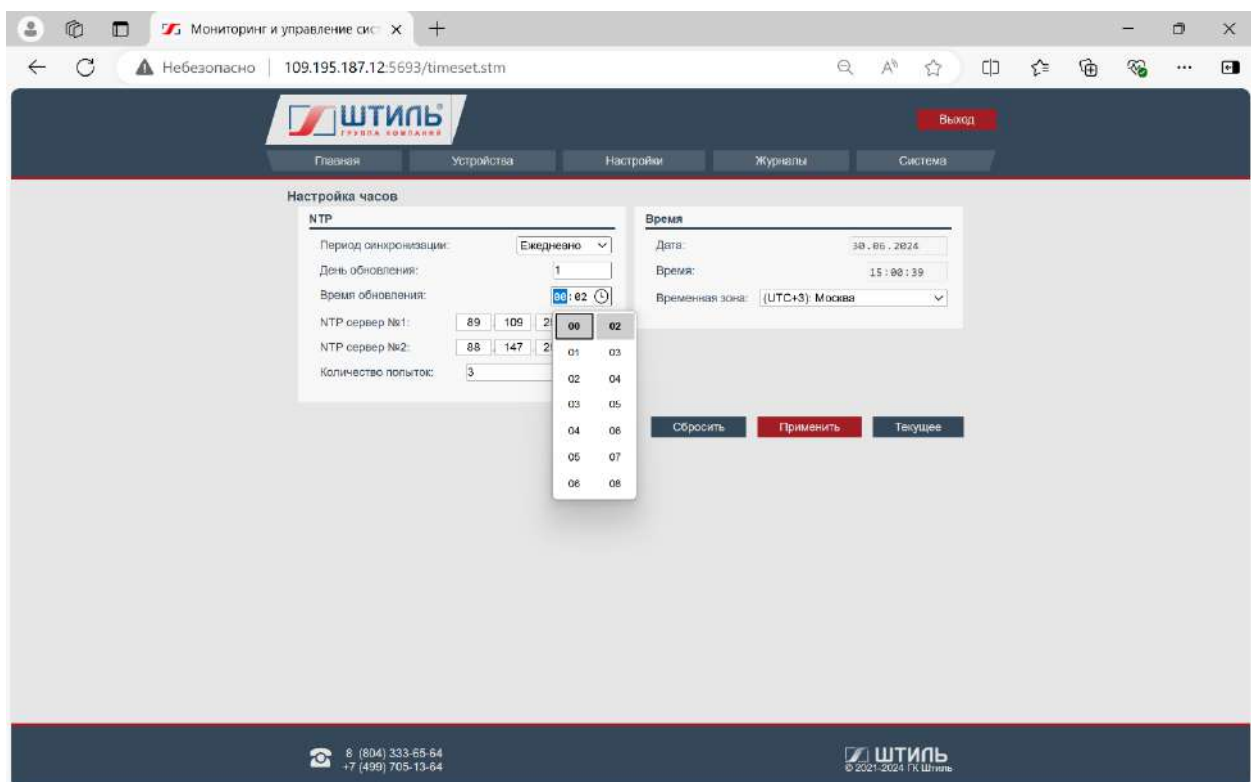 Мониторинг и управление сис
Небезопасно 109.195.187.12:5693/timeset.stm
ШТИЛЬ
ГРУППА КОМПАНИЙ
Выход
Главная Устройства Настройки Журналы Система
Настройка часов
NTP
Период синхронизации: Ежедневно
День обновления: 1
Время обновления: 00:02
NTP сервер №1: 89 . 109 . 2
NTP сервер №2: 88 . 147 . 2
Количество попыток: 3
00 02
01 03
02 04
03 05
04 06
05 07
06 08
Время
Дата: 30.06.2024
Время: 15:00:39
Временная зона: (UTC+3): Москва
Сбросить Применить Текущее
8 (804) 333-65-64
+7 (499) 705-13-64
ШТИЛЬ
© 2021-2024 ГК Штиль